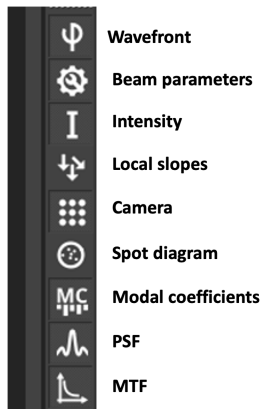 φ Wavefront
Beam parameters
I Intensity
Local slopes
Camera
Spot diagram
MC Modal coefficients
PSF
MTF